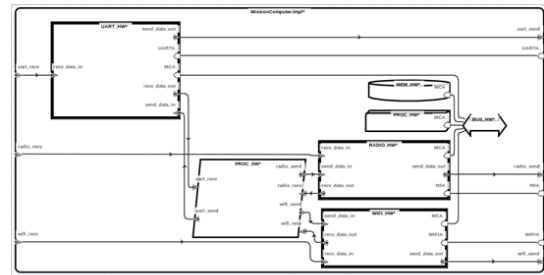 MissionComputer.impl*
UART_HW*
send_data_out
uart_send
UARTA
UARTA
uart_recv
recv_data_in
MCA
recv_data_out
send_data_in
MEM_HW*
MCA
PROC_HW*
MCA
BUS_HW*
radio_recv
RADIO_HW*
recv_data_in
MCA
send_data_in
send_data_out
radio_send
recv_data_out
RFA
RFA
PROC_SW*
radio_send
uart_recv
radio_recv
wifi_send
uart_send
wifi_recv
WIFI_HW*
send_data_in
MCA
recv_data_out
WIFIA
WIFIA
wifi_recv
recv_data_in
send_data_out
wifi_send